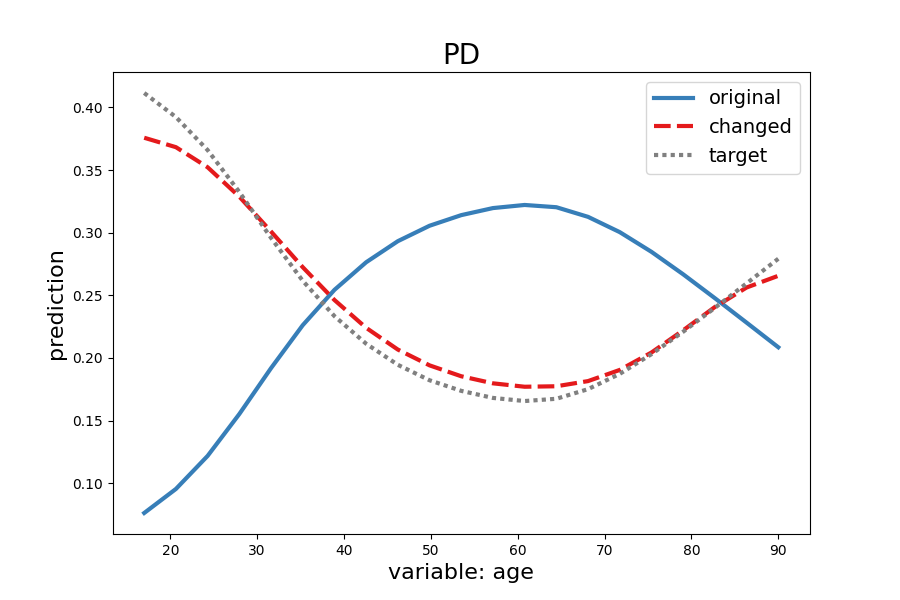 PD
original
changed
target
0.40
0.35
0.30
0.25
0.20
0.15
0.10
prediction
20 30 40 50 60 70 80 90
variable: age